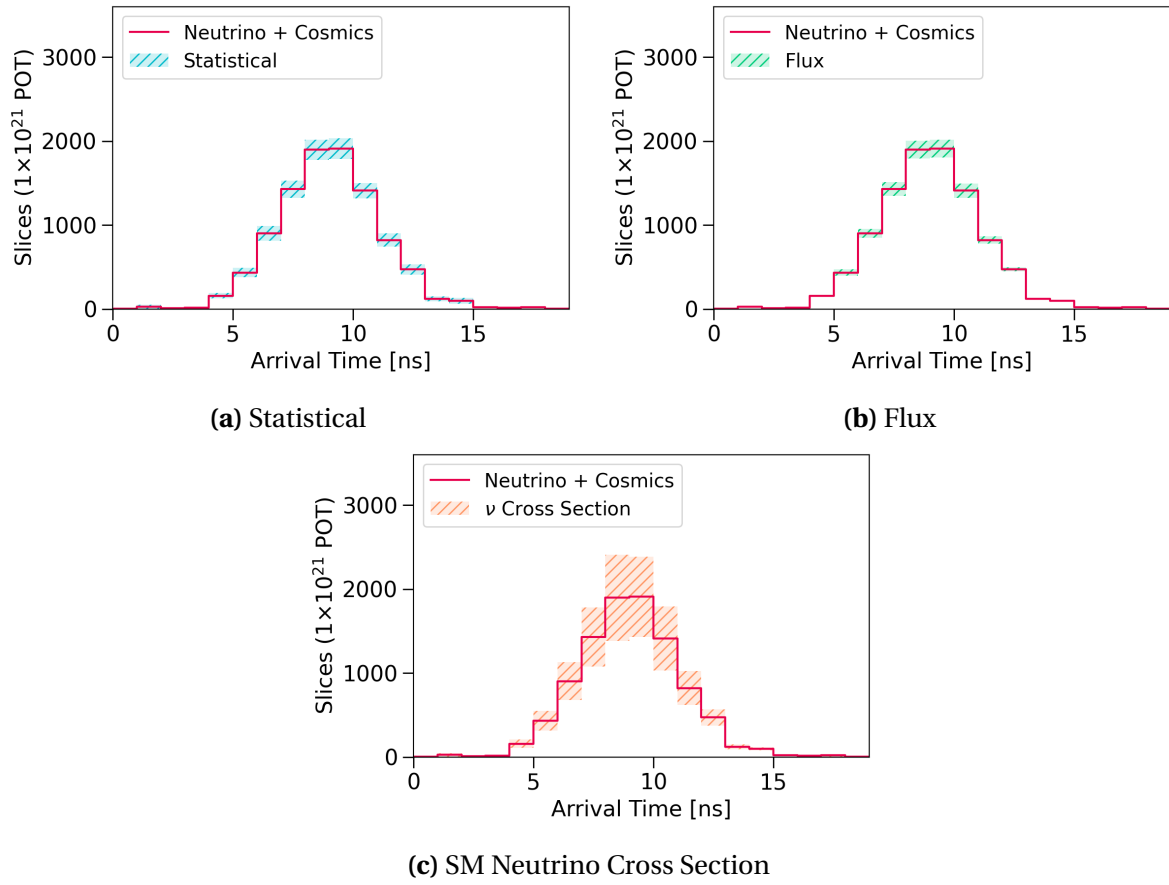 Neutrino + Cosmics
Statistical
Slices (1×10²¹ POT)
3000
2000
1000
0
0 5 10 15
Arrival Time [ns]
(a) Statistical
Neutrino + Cosmics
Flux
Slices (1×10²¹ POT)
3000
2000
1000
0
0 5 10 15
Arrival Time [ns]
(b) Flux
Neutrino + Cosmics
ν Cross Section
Slices (1×10²¹ POT)
3000
2000
1000
0
0 5 10 15
Arrival Time [ns]
(c) SM Neutrino Cross Section